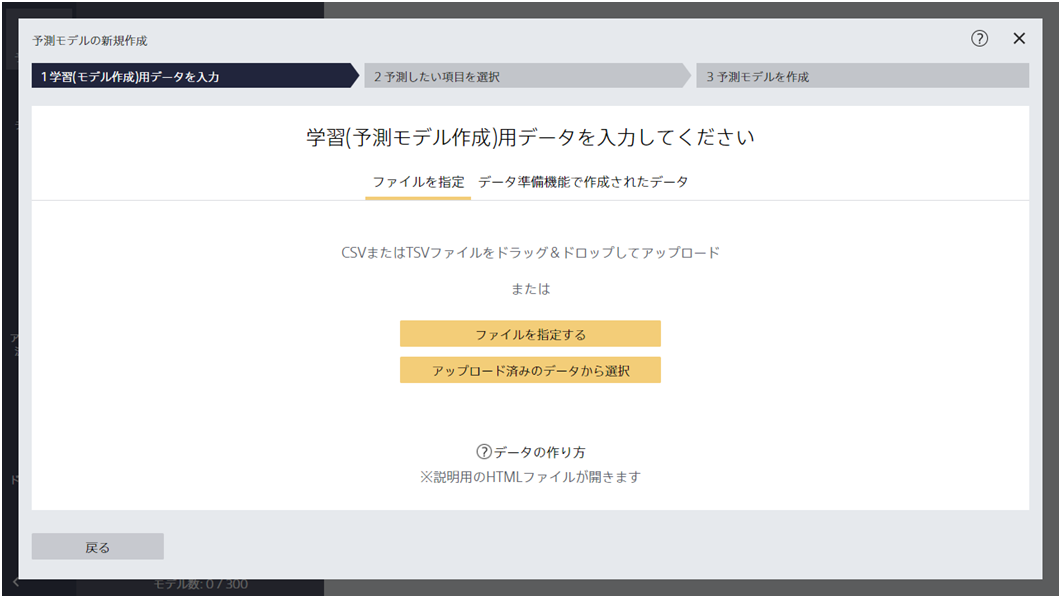 予測モデルの新規作成
?
×
1 学習(モデル作成)用データを入力
2 予測したい項目を選択
3 予測モデルを作成
学習(予測モデル作成)用データを入力してください
ファイルを指定 データ準備機能で作成されたデータ
CSVまたはTSVファイルをドラッグ&ドロップしてアップロード
または
ファイルを指定する
アップロード済みのデータから選択
?データの作り方
※説明用のHTMLファイルが開きます
戻る
モデル数: 0 / 300